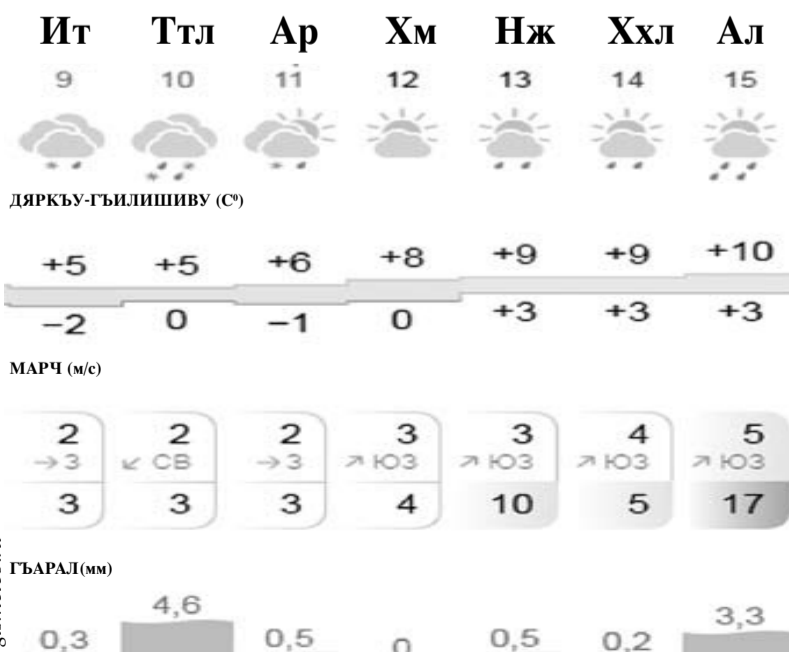 Ит Ттл Ар Хм Нж Ххл Ал
9 10 11 12 13 14 15
ДЯРКЪУ-ГЪИЛИШИВУ (С⁰)
+5 +5 +6 +8 +9 +9 +10
−2 0 −1 0 +3 +3 +3
МАРЧ (м/с)
2 2 2 3 3 4 5
→ З ↙ СВ → З ↗ ЮЗ ↗ ЮЗ ↗ ЮЗ ↗ ЮЗ
3 3 3 4 10 5 17
ГЪАРАЛ(мм)
0,3 4,6 0,5 0 0,5 0,2 3,3